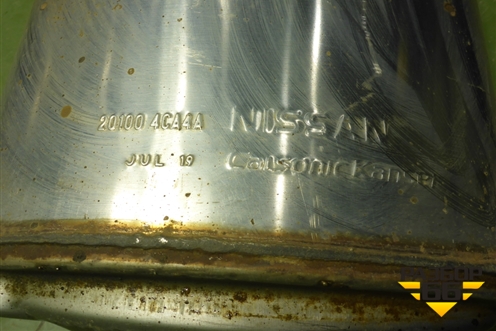 20100 4CA4A NISSAN
JUL 19 CalsonicKansei